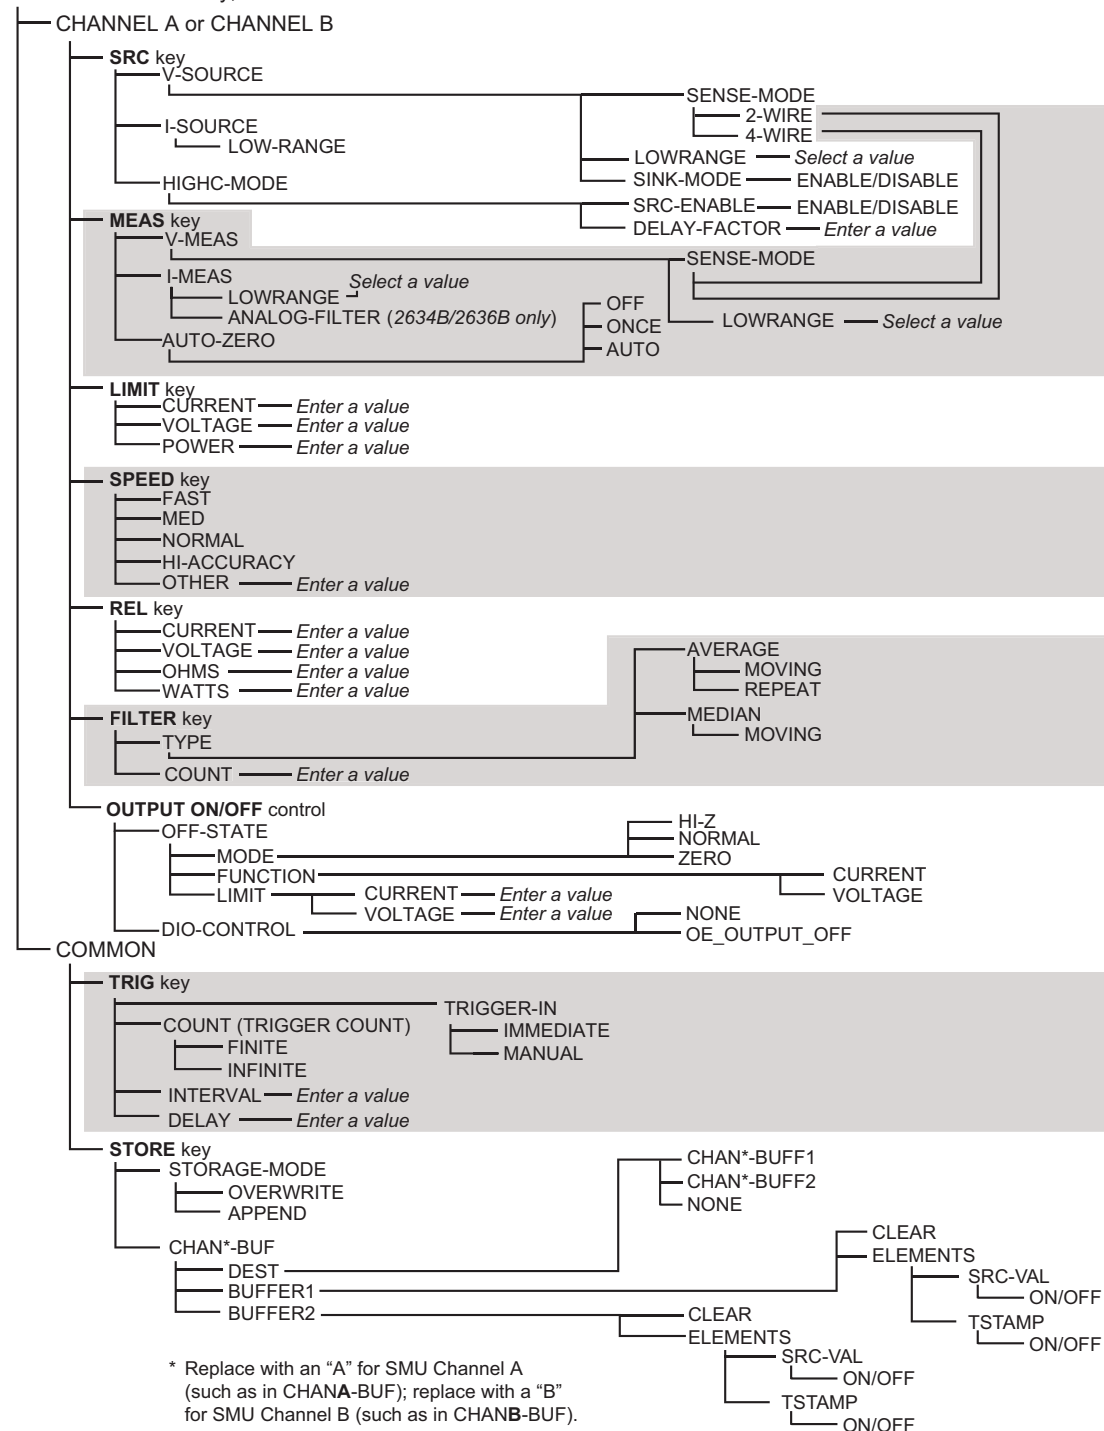 CHANNEL A or CHANNEL B
SRC key
V-SOURCE
SENSE-MODE
2-WIRE
4-WIRE
I-SOURCE
LOW-RANGE
LOWRANGE Select a value
SINK-MODE ENABLE/DISABLE
HIGHC-MODE
SRC-ENABLE ENABLE/DISABLE
DELAY-FACTOR Enter a value
MEAS key
V-MEAS
SENSE-MODE
I-MEAS
LOWRANGE Select a value
ANALOG-FILTER (2634B/2636B only)
LOWRANGE Select a value
AUTO-ZERO
OFF
ONCE
AUTO
LIMIT key
CURRENT Enter a value
VOLTAGE Enter a value
POWER Enter a value
SPEED key
FAST
MED
NORMAL
HI-ACCURACY
OTHER Enter a value
REL key
CURRENT Enter a value
VOLTAGE Enter a value
OHMS Enter a value
WATTS Enter a value
FILTER key
TYPE
AVERAGE
MOVING
REPEAT
MEDIAN
MOVING
COUNT Enter a value
OUTPUT ON/OFF control
OFF-STATE
MODE
HI-Z
NORMAL
ZERO
FUNCTION
CURRENT
VOLTAGE
LIMIT
CURRENT Enter a value
VOLTAGE Enter a value
DIO-CONTROL
NONE
OE_OUTPUT_OFF
COMMON
TRIG key
TRIGGER-IN
IMMEDIATE
MANUAL
COUNT (TRIGGER COUNT)
FINITE
INFINITE
INTERVAL Enter a value
DELAY Enter a value
STORE key
STORAGE-MODE
OVERWRITE
APPEND
CHAN*-BUF
DEST
CHAN*-BUFF1
CHAN*-BUFF2
NONE
BUFFER1
CLEAR
ELEMENTS
SRC-VAL
ON/OFF
TSTAMP
ON/OFF
BUFFER2
CLEAR
ELEMENTS
SRC-VAL
ON/OFF
TSTAMP
ON/OFF
* Replace with an “A” for SMU Channel A
(such as in CHANA-BUF); replace with a “B”
for SMU Channel B (such as in CHANB-BUF).